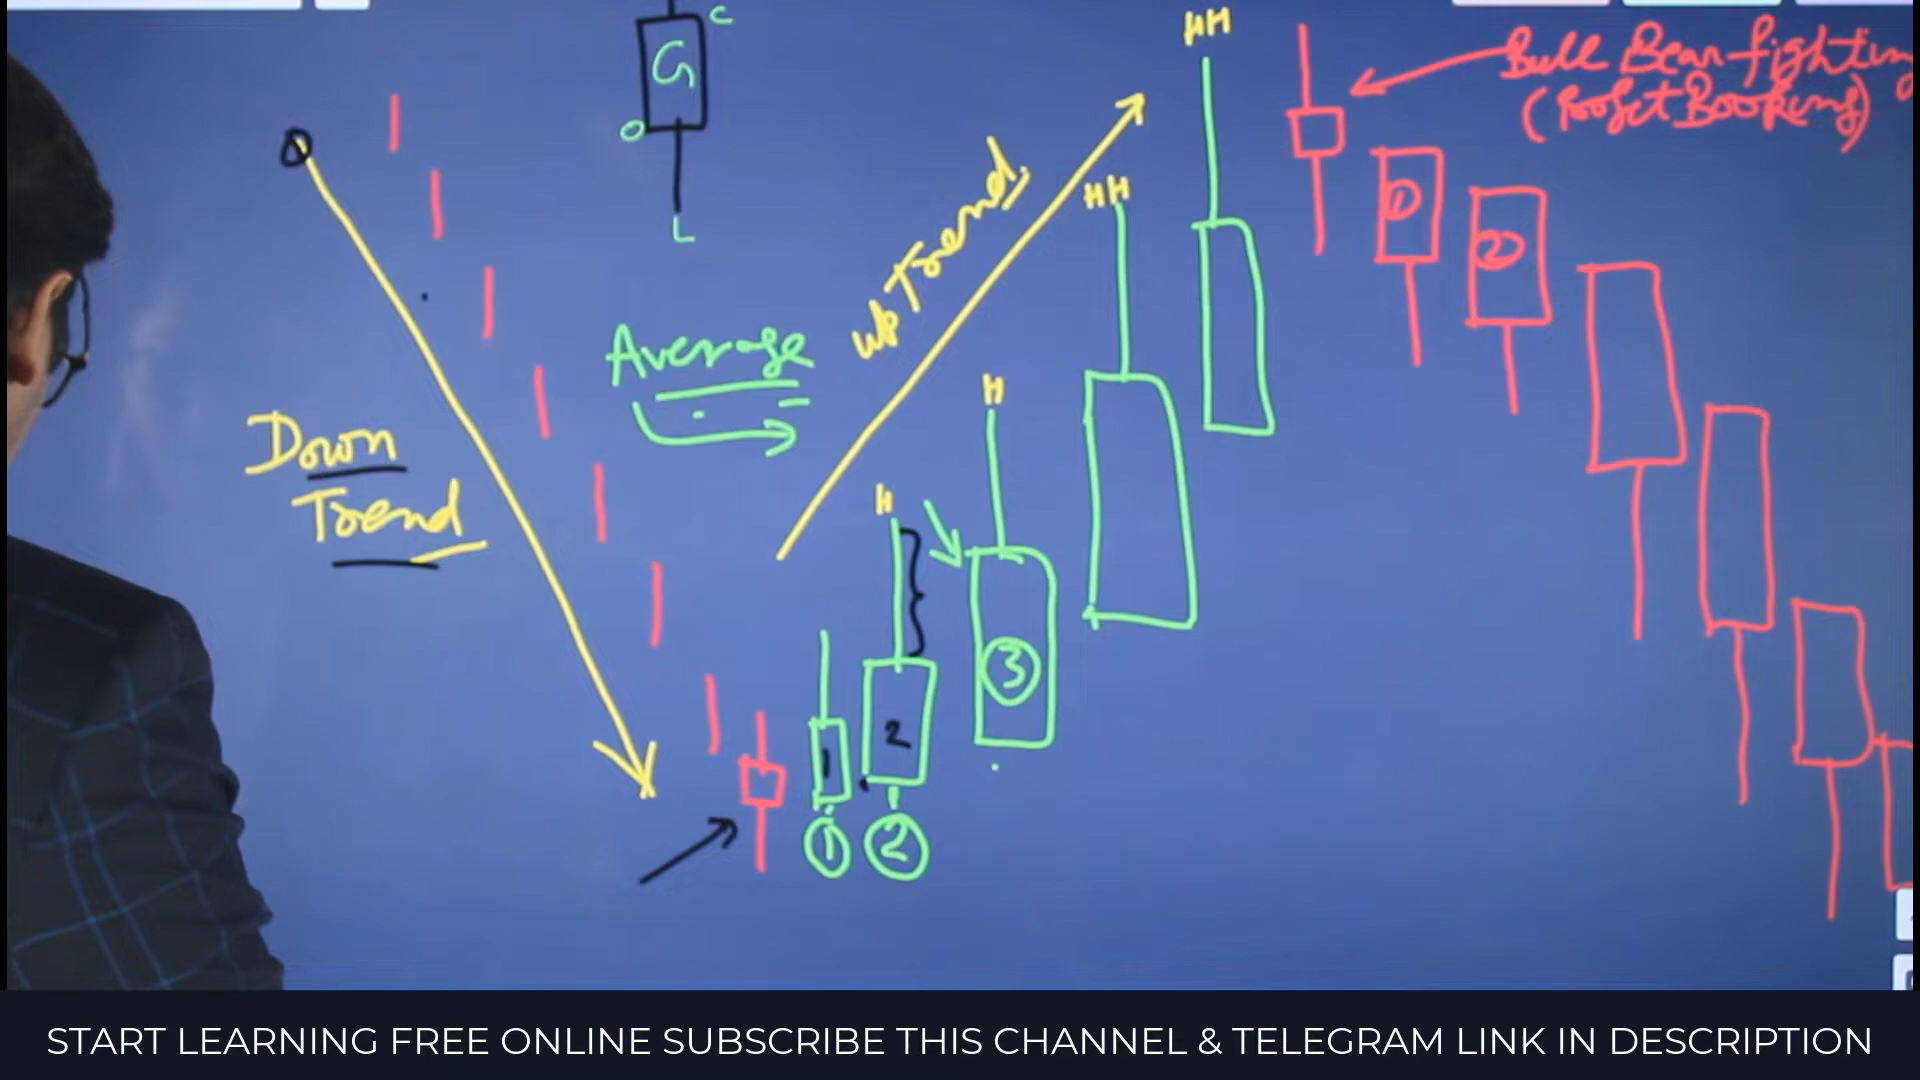 C
G
O
L
HH
Bull Bear fighting
(Profit Booking)
HH
Up Trend
Average
H
H
Down
Trend
1
2
3
1
2
1
2
START LEARNING FREE ONLINE SUBSCRIBE THIS CHANNEL & TELEGRAM LINK IN DESCRIPTION